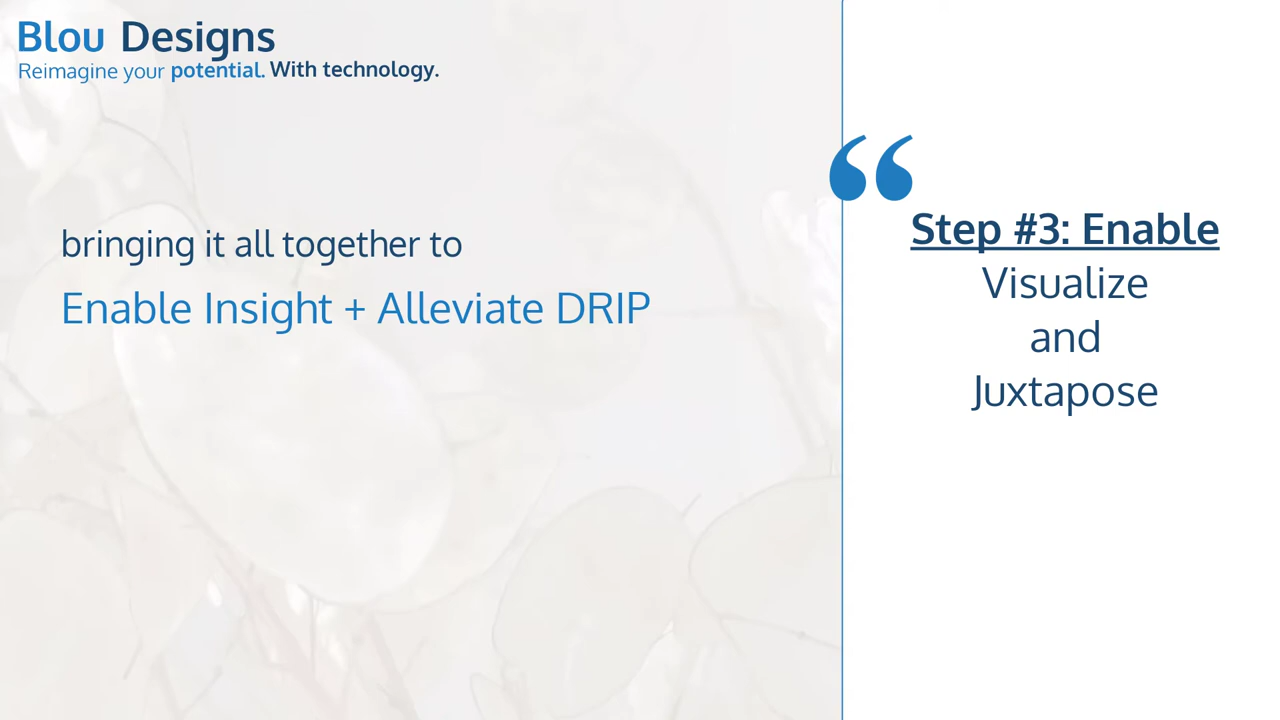 Blou Designs
Reimagine your potential. With technology.
bringing it all together to
Enable Insight + Alleviate DRIP
“
Step #3: Enable
Visualize
and
Juxtapose